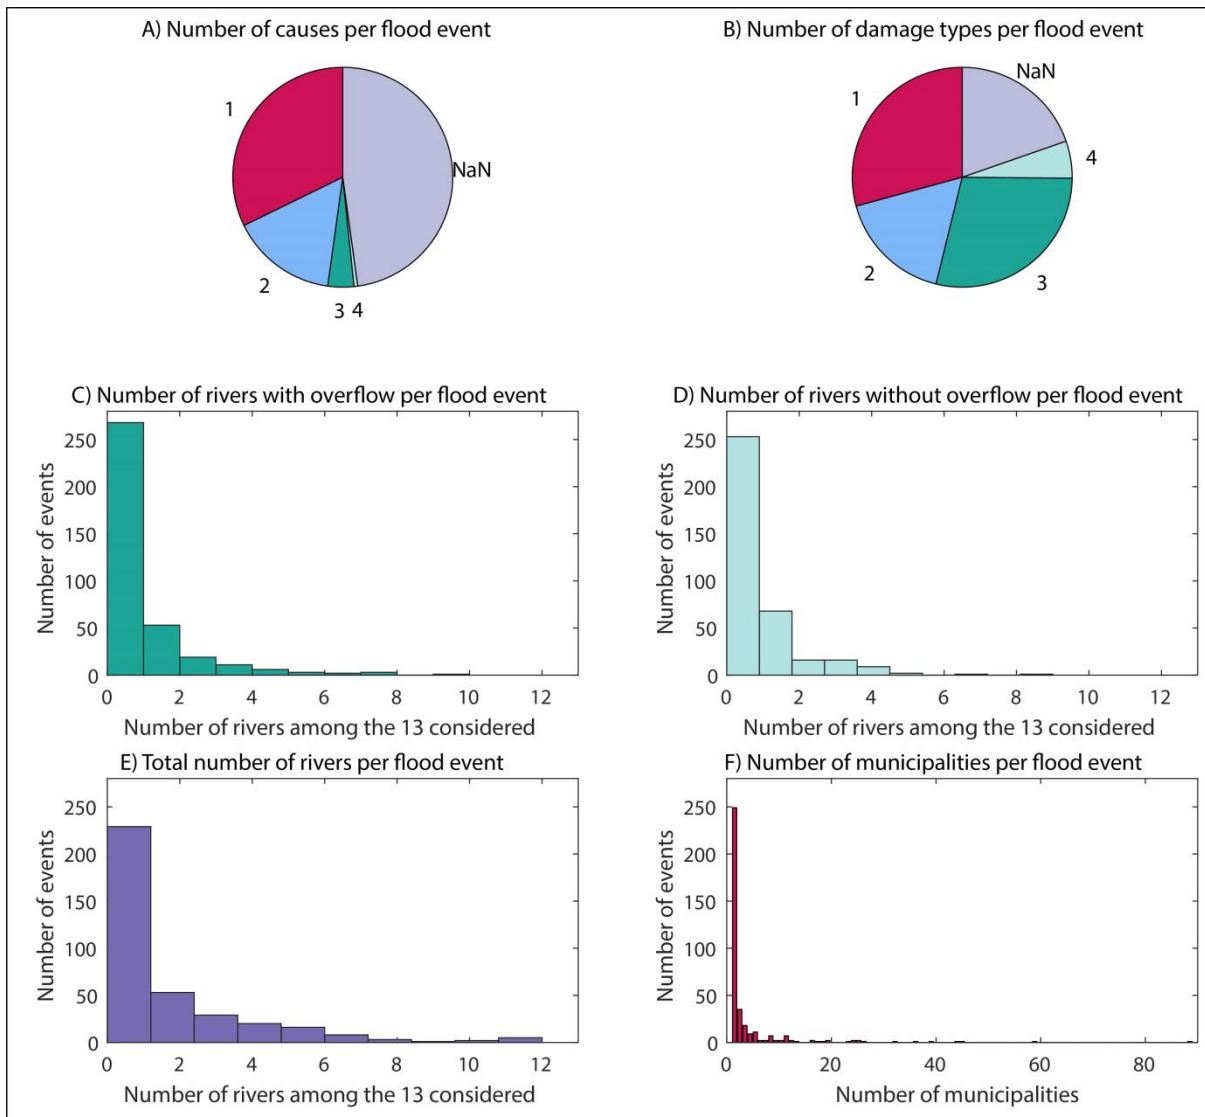 A) Number of causes per flood event
1
NaN
2
3 4
B) Number of damage types per flood event
NaN
1
4
2
3
C) Number of rivers with overflow per flood event
Number of events
250
200
150
100
50
0
0 2 4 6 8 10 12
Number of rivers among the 13 considered
D) Number of rivers without overflow per flood event
Number of events
250
200
150
100
50
0
0 2 4 6 8 10 12
Number of rivers among the 13 considered
E) Total number of rivers per flood event
Number of events
250
200
150
100
50
0
0 2 4 6 8 10 12
Number of rivers among the 13 considered
F) Number of municipalities per flood event
Number of events
250
200
150
100
50
0
0 20 40 60 80
Number of municipalities